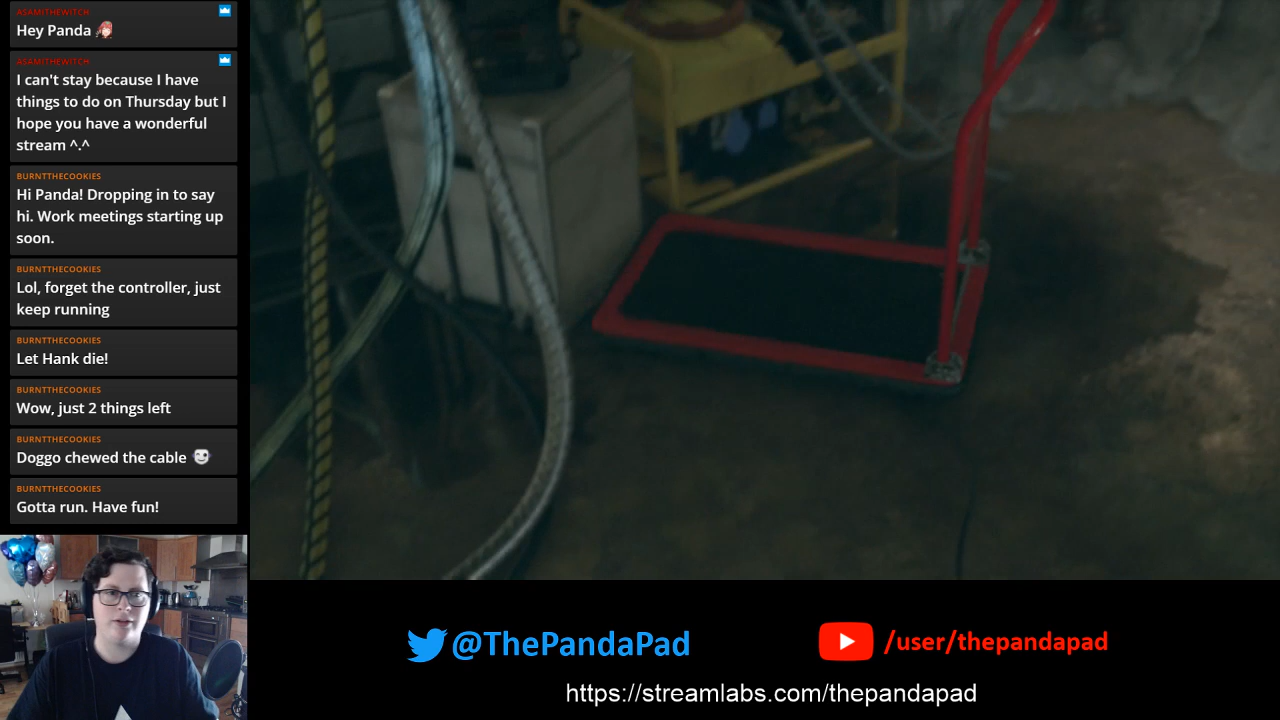 ASAMITHEWITCH
Hey Panda
ASAMITHEWITCH
I can't stay because I have
things to do on Thursday but I
hope you have a wonderful
stream ^.^
BURNTTHECOOKIES
Hi Panda! Dropping in to say
hi. Work meetings starting up
soon.
BURNTTHECOOKIES
Lol, forget the controller, just
keep running
BURNTTHECOOKIES
Let Hank die!
BURNTTHECOOKIES
Wow, just 2 things left
BURNTTHECOOKIES
Doggo chewed the cable
BURNTTHECOOKIES
Gotta run. Have fun!
@ThePandaPad
/user/thepandapad
https://streamlabs.com/thepandapad